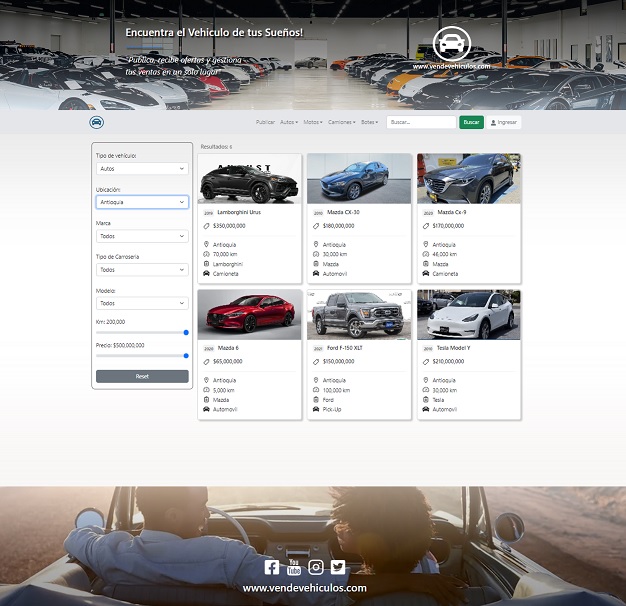 Encuentra el Vehiculo de tus Sueños!
"Publica, recibe ofertas y gestiona
tus ventas en un solo lugar"
www.vendevehiculos.com
Publicar Autos Motos Camiones Botes Buscar... Buscar Ingresar
Tipo de vehículo:
Autos
Ubicación:
Antioquia
Marca
Todos
Tipo de Carroseria
Todos
Modelo:
Todos
Km: 200,000
Precio: $500,000,000
Reset
Resultados: 6
Lamborghini Urus
$350,000,000
Antioquia
70,000 km
Lamborghini
Camioneta
Mazda CX-30
$180,000,000
Antioquia
30,000 km
Mazda
Automovil
2020 Mazda Cx-9
$170,000,000
Antioquia
46,000 km
Mazda
Camioneta
2020 Mazda 6
$65,000,000
Antioquia
5,000 km
Mazda
Automovil
2021 Ford F-150 XLT
$150,000,000
Antioquia
100,000 km
Ford
Pick-Up
Tesla Model Y
$210,000,000
Antioquia
20,000 km
Tesla
Automovil
You
Tube
www.vendevehiculos.com